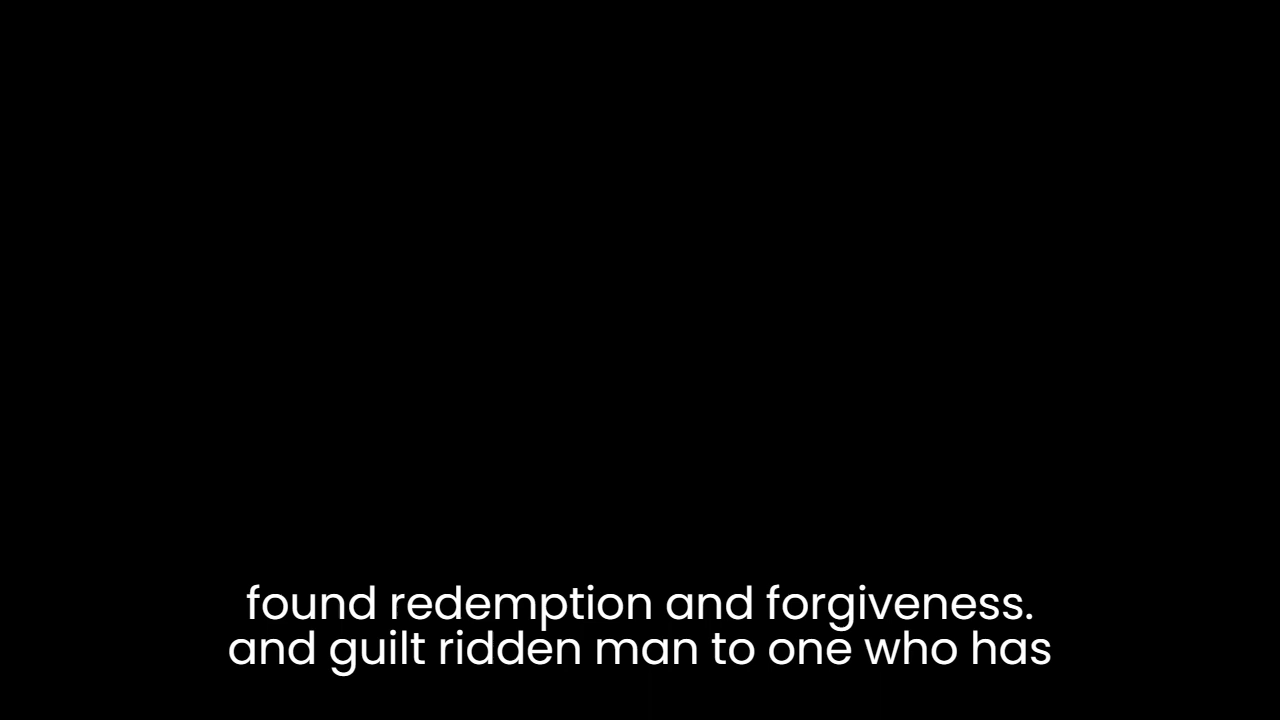 found redemption and forgiveness.
and guilt ridden man to one who has